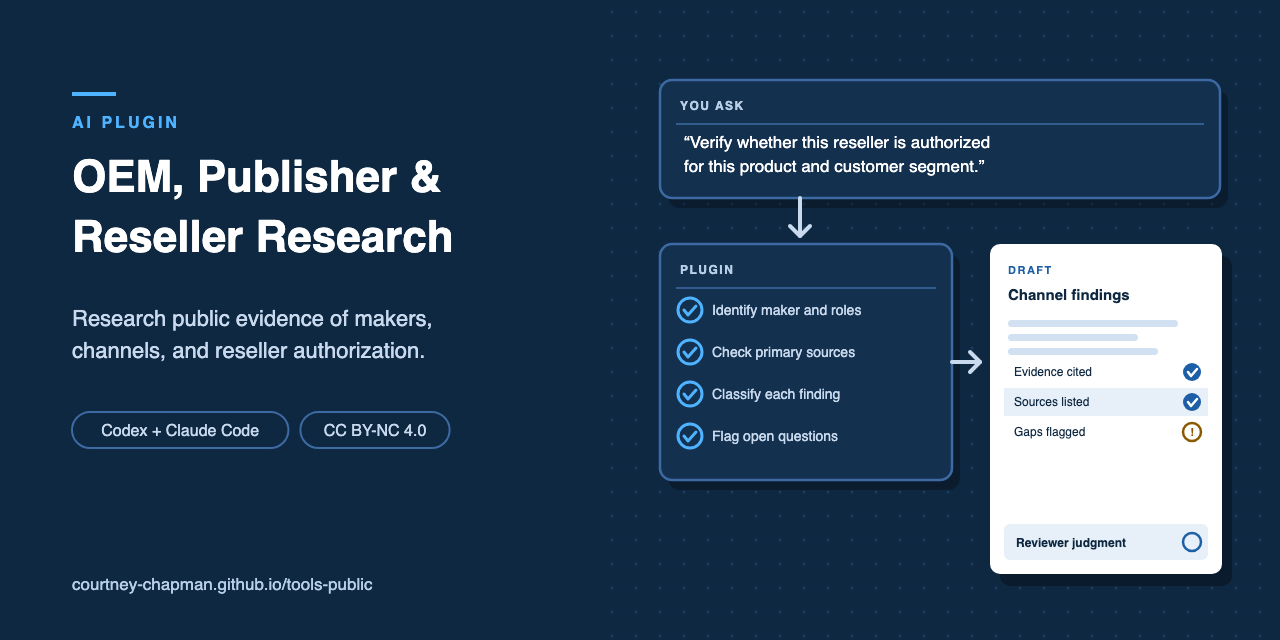 AI PLUGIN
OEM, Publisher &
Reseller Research
Research public evidence of makers,
channels, and reseller authorization.
Codex + Claude Code
CC BY-NC 4.0
courtney-chapman.github.io/tools-public
YOU ASK
“Verify whether this reseller is authorized
for this product and customer segment.”
PLUGIN
Identify maker and roles
Check primary sources
Classify each finding
Flag open questions
DRAFT
Channel findings
Evidence cited
Sources listed
Gaps flagged
!
Reviewer judgment